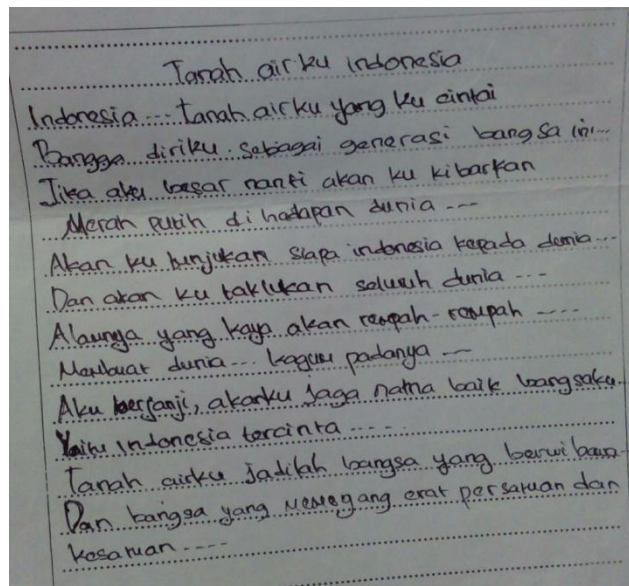 Tanah airku indonesia
Indonesia --- tanah airku yang ku cintai
Bangga diriku sebagai generasi bangsa ini---
Jika aku besar nanti akan ku kibarkan
Merah putih di hadapan dunia ---
Akan ku tunjukan siapa indonesia kepada dunia---
Dan akan ku taklukan seluruh dunia ---
Alamnya yang kaya akan rempah-rempah ----
Membuat dunia --- kagum padanya --
Aku berjanji, akanku jaga nama baik bangsaku.
Yaitu indonesia tercinta ----
Tanah airku jadilah bangsa yang berwibawa
Dan bangsa yang memegang erat persatuan dan
kesatuan ----